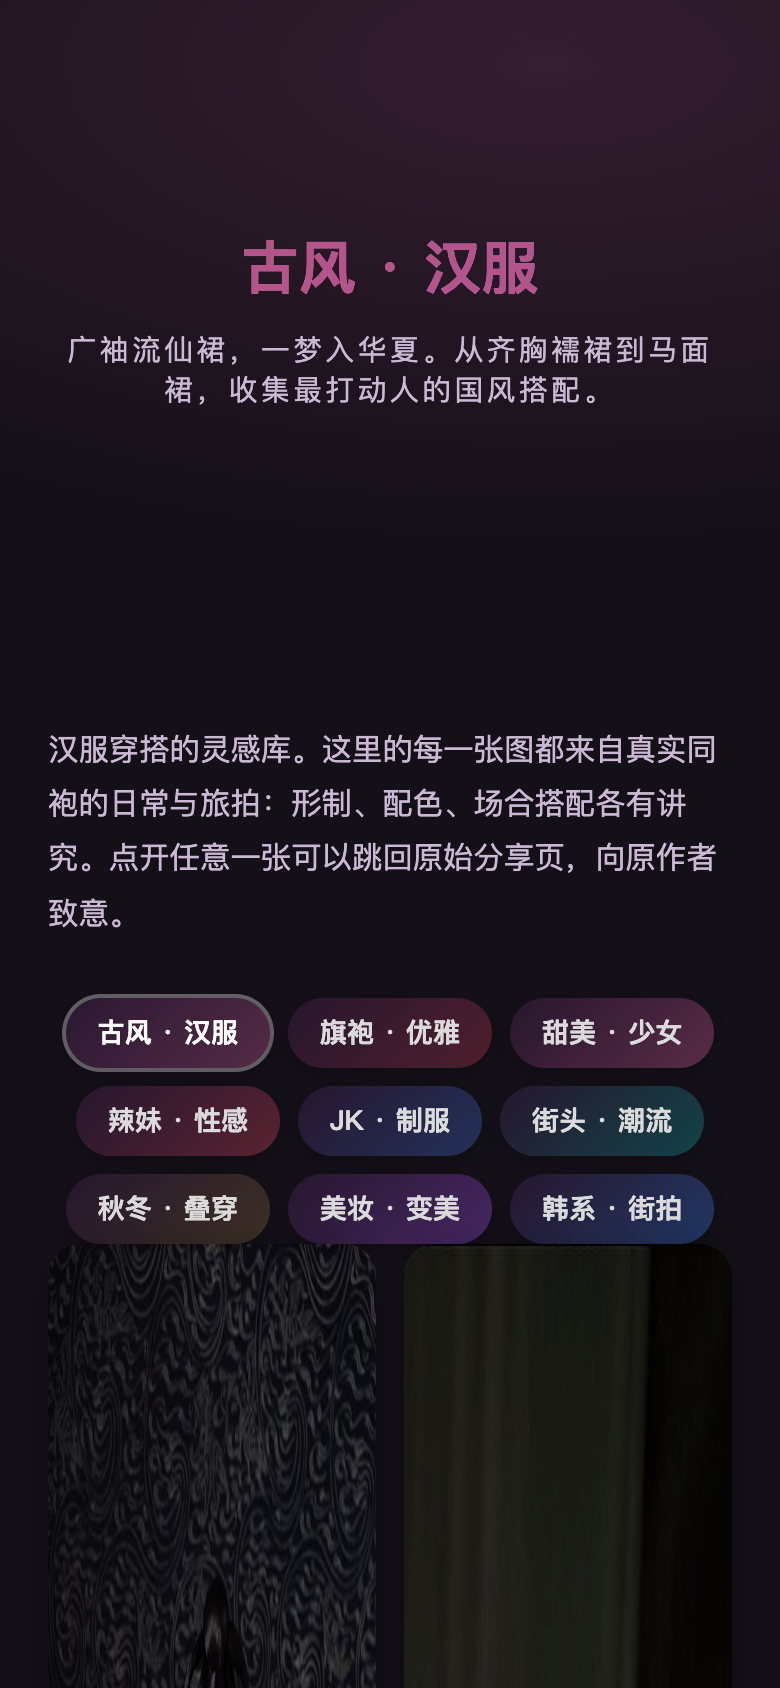 古风 · 汉服
广袖流仙裙，一梦入华夏。从齐胸襦裙到马面
裙，收集最打动人的国风搭配。
汉服穿搭的灵感库。这里的每一张图都来自真实同
袍的日常与旅拍：形制、配色、场合搭配各有讲
究。点开任意一张可以跳回原始分享页，向原作者
致意。
古风 · 汉服
旗袍 · 优雅
甜美 · 少女
辣妹 · 性感
JK · 制服
街头 · 潮流
秋冬 · 叠穿
美妆 · 变美
韩系 · 街拍